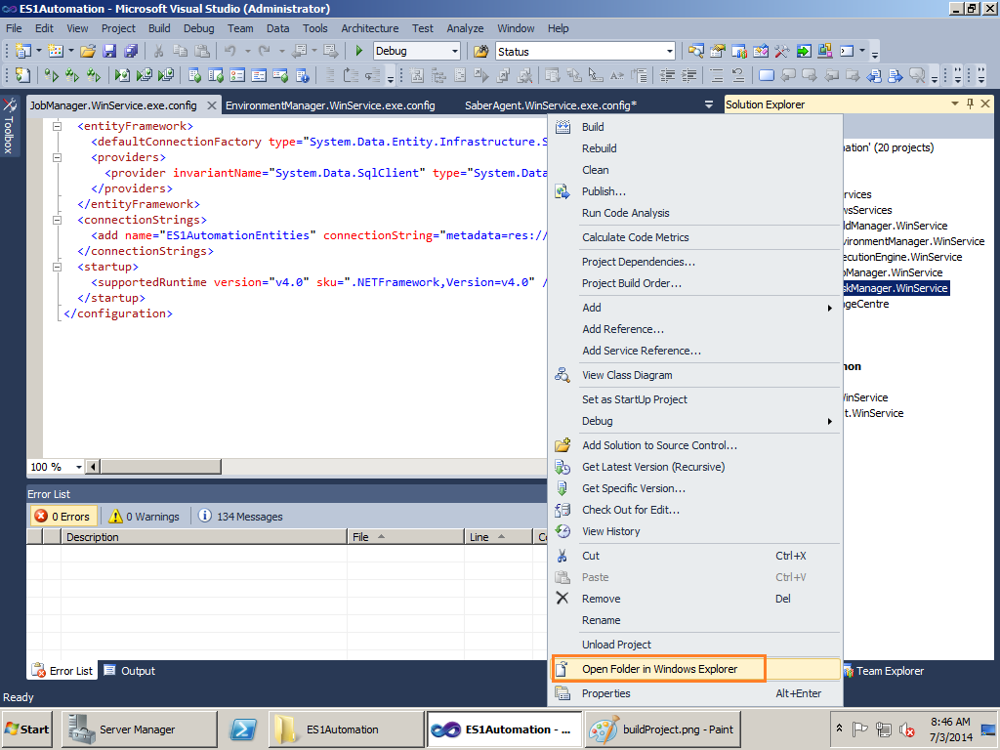 ES1Automation - Microsoft Visual Studio (Administrator)
File Edit View Project Build Debug Team Data Tools Architecture Test Analyze Window Help
Debug Status
JobManager.WinService.exe.config EnvironmentManager.WinService.exe.config SaberAgent.WinService.exe.config* Solution Explorer
Toolbox
<entityFramework>
<defaultConnectionFactory type="System.Data.Entity.Infrastructure.S
<providers>
<provider invariantName="System.Data.SqlClient" type="System.Data
</providers>
</entityFramework>
<connectionStrings>
<add name="ES1AutomationEntities" connectionString="metadata=res://
</connectionStrings>
<startup>
<supportedRuntime version="v4.0" sku=".NETFramework,Version=v4.0" /
</startup>
</configuration>
100 %
Build
Rebuild
Clean
Publish...
Run Code Analysis
Calculate Code Metrics
Project Dependencies...
Project Build Order...
Add
Add Reference...
Add Service Reference...
View Class Diagram
Set as StartUp Project
Debug
Add Solution to Source Control...
Get Latest Version (Recursive)
Get Specific Version...
Check Out for Edit...
View History
Cut Ctrl+X
Paste Ctrl+V
Remove Del
Rename
Unload Project
Open Folder in Windows Explorer
Properties Alt+Enter
ation' (20 projects)
rvices
wsServices
ldManager.WinService
vironmentManager.WinService
ecutionEngine.WinService
bManager.WinService
skManager.WinService
ngeCentre
non
WinService
t.WinService
Error List
0 Errors 0 Warnings 134 Messages
Description File Line Co
Error List Output
Team Explorer
Ready
Start Server Manager ES1Automation ES1Automation - ... buildProject.png - Paint
8:46 AM
7/3/2014